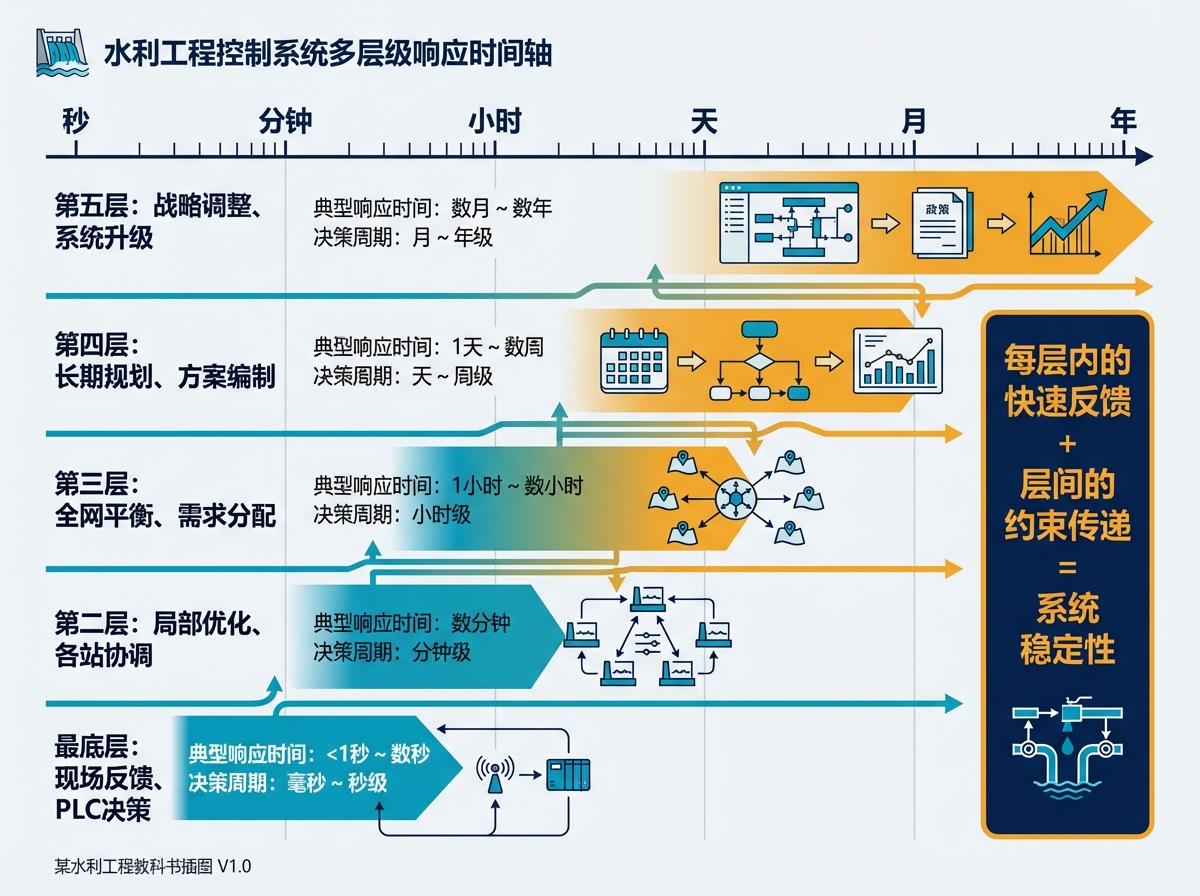 水利工程控制系统多层级响应时间轴
秒
分钟
小时
天
月
年
第五层：战略调整、
系统升级
典型响应时间：数月 ~ 数年
决策周期：月 ~ 年级
政策
第四层：
长期规划、方案编制
典型响应时间：1天 ~ 数周
决策周期：天 ~ 周级
第三层：
全网平衡、需求分配
典型响应时间：1小时 ~ 数小时
决策周期：小时级
第二层：局部优化、
各站协调
典型响应时间：数分钟
决策周期：分钟级
最底层：
现场反馈、
PLC决策
典型响应时间：<1秒 ~ 数秒
决策周期：毫秒 ~ 秒级
每层内的
快速反馈
+
层间的
约束传递
=
系统
稳定性
某水利工程教科书插图 V1.0